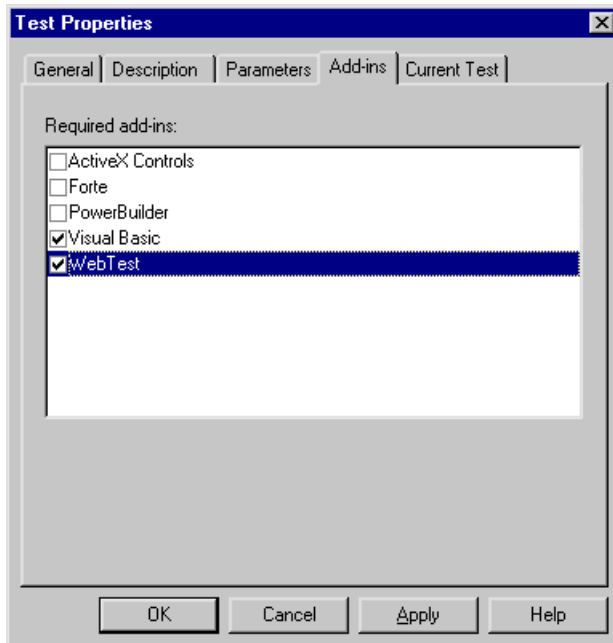 Test Properties
General Description Parameters Add-ins Current Test
Required add-ins:
ActiveX Controls
Forte
PowerBuilder
Visual Basic
WebTest
OK Cancel Apply Help